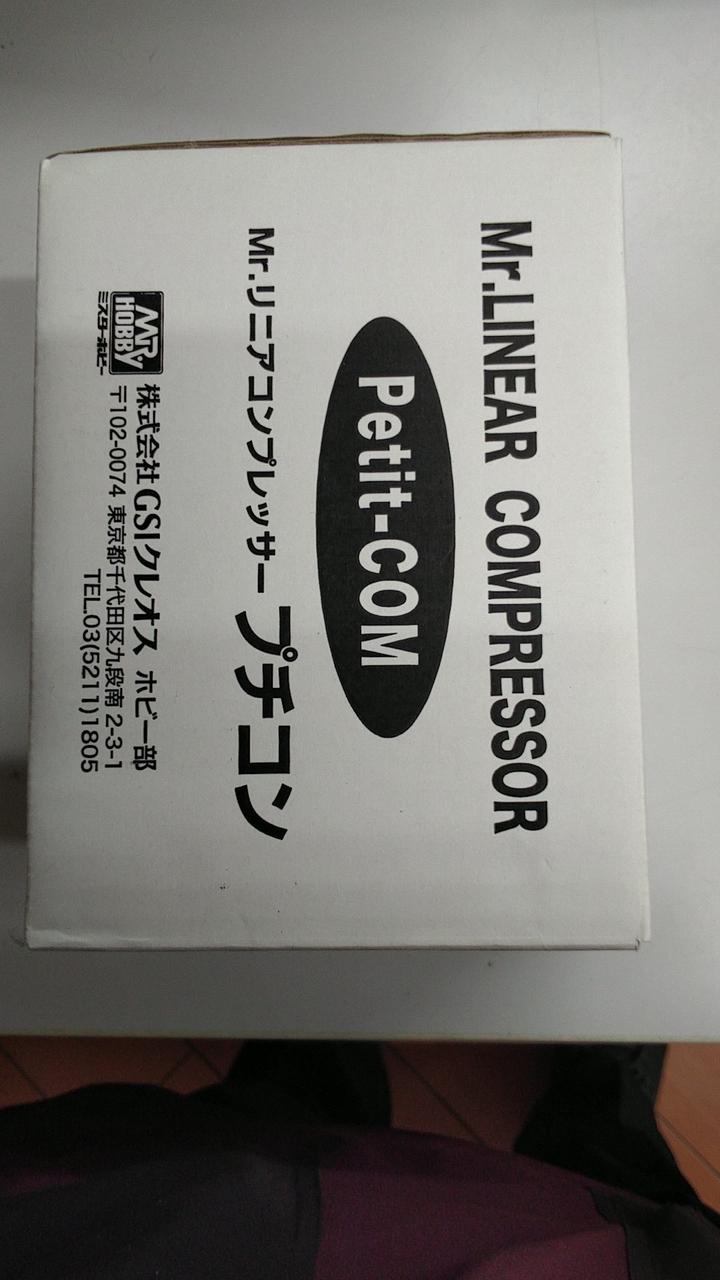 Mr.LINEAR COMPRESSOR
Petit-COM
Mr.リニアコンプレッサー プチコン
Mr. HOBBY
ミスターホビー
株式会社GSIクレオス ホビー部
〒102-0074 東京都千代田区九段南 2-3-1
TEL.03(5211)1805